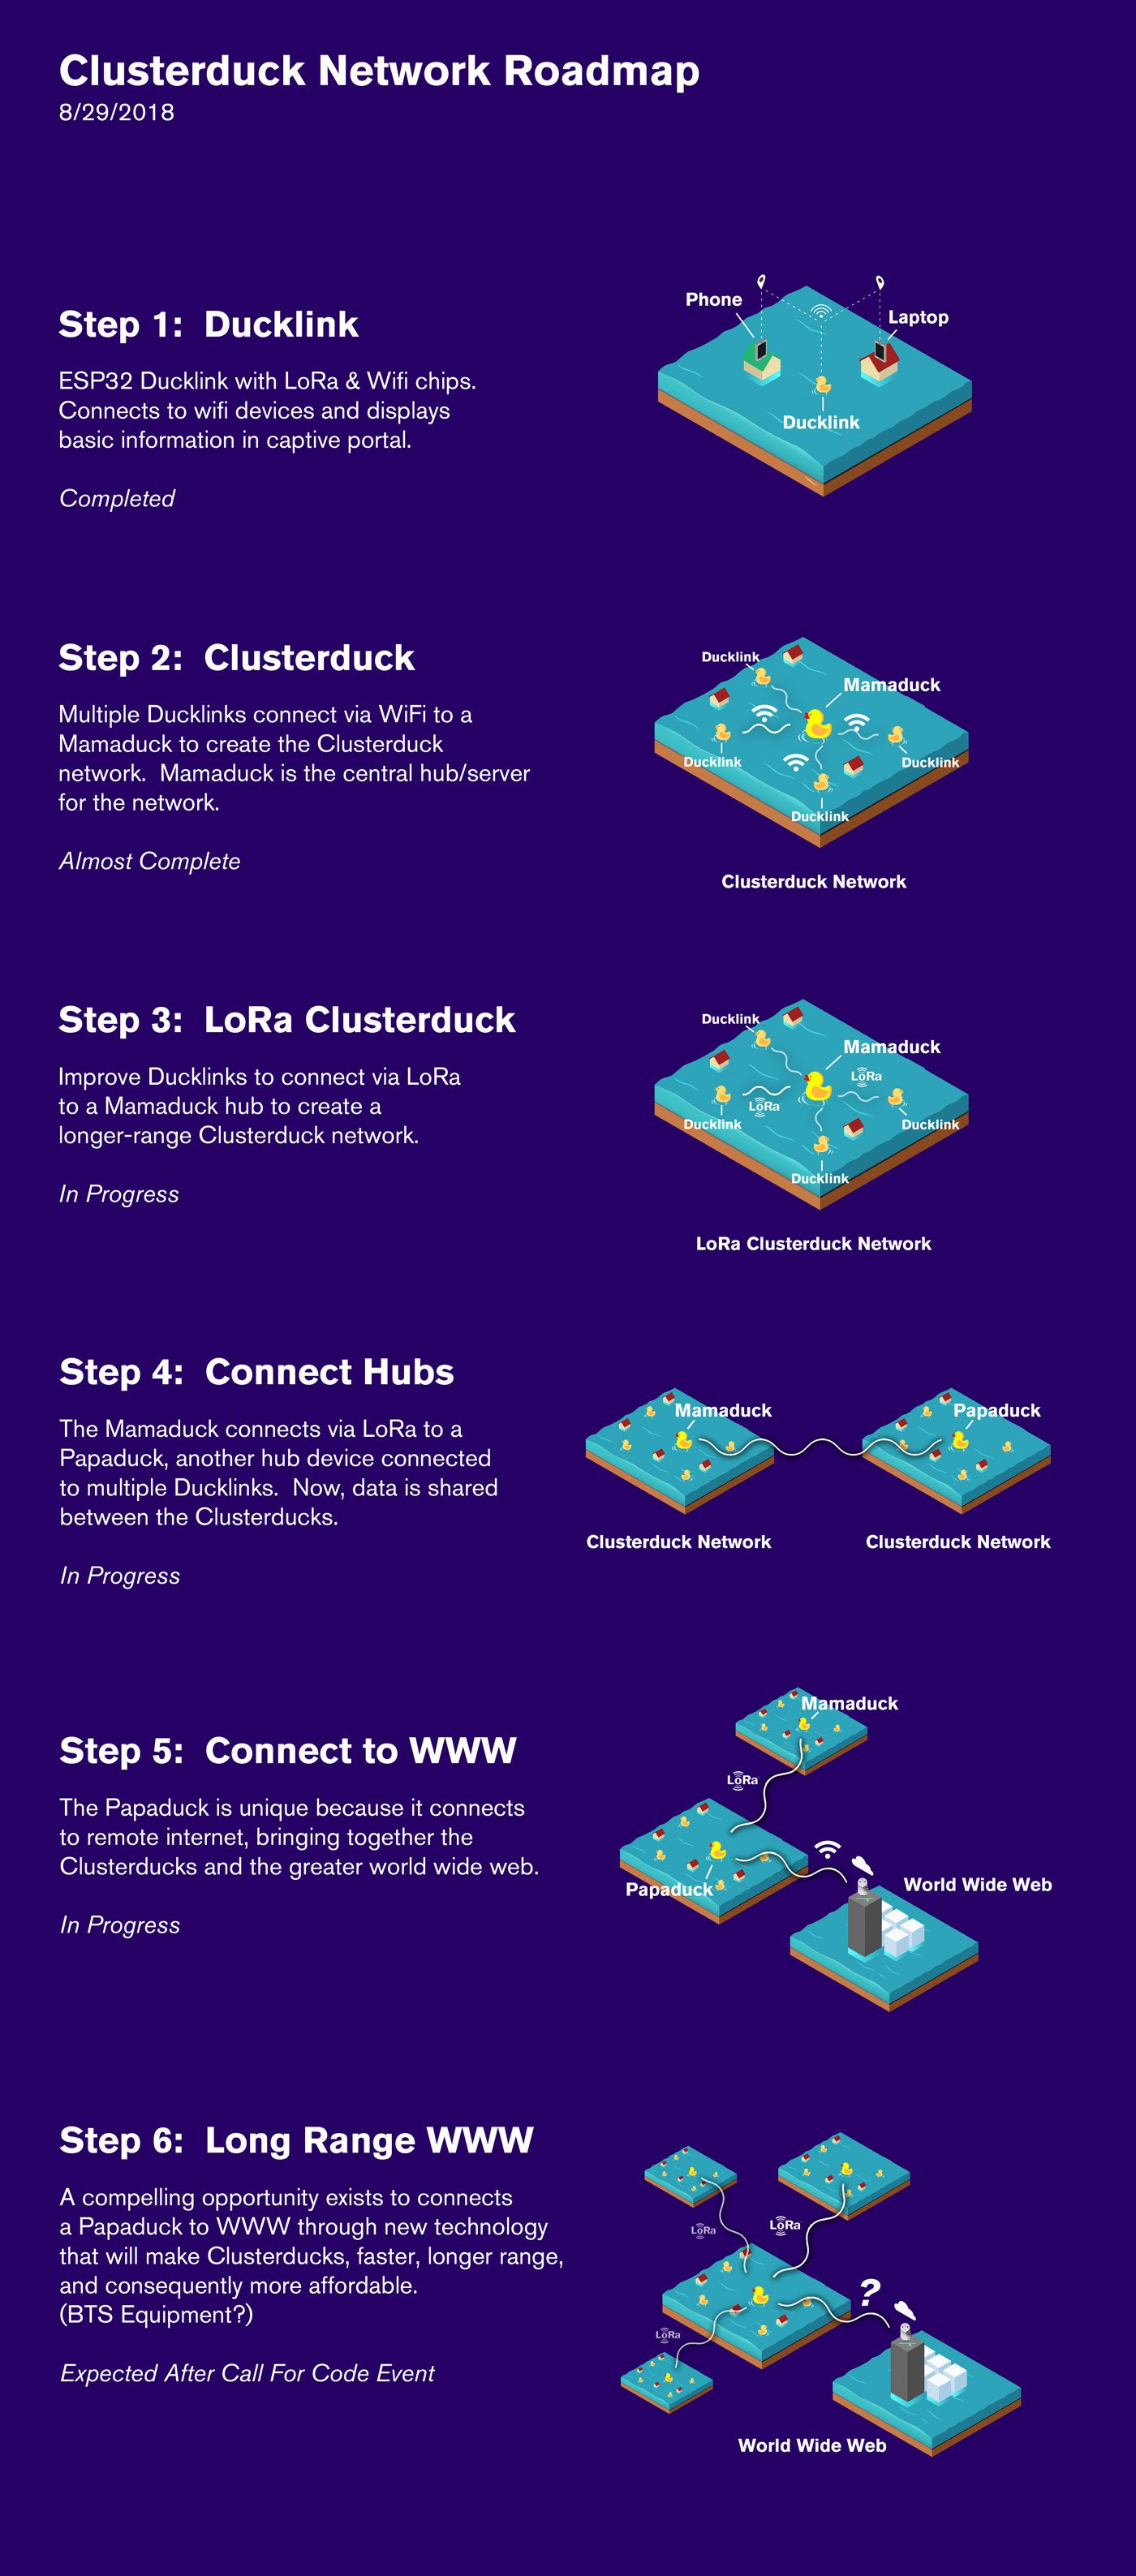 Clusterduck Network Roadmap
8/29/2018
Step 1: Ducklink
ESP32 Ducklink with LoRa & Wifi chips.
Connects to wifi devices and displays
basic information in captive portal.
Completed
Phone
Laptop
Ducklink
Step 2: Clusterduck
Multiple Ducklinks connect via WiFi to a
Mamaduck to create the Clusterduck
network. Mamaduck is the central hub/server
for the network.
Almost Complete
Ducklink
Mamaduck
Ducklink
Ducklink
Ducklink
Clusterduck Network
Step 3: LoRa Clusterduck
Improve Ducklinks to connect via LoRa
to a Mamaduck hub to create a
longer-range Clusterduck network.
In Progress
Ducklink
Mamaduck
LoRa
LoRa
Ducklink
Ducklink
Ducklink
LoRa Clusterduck Network
Step 4: Connect Hubs
The Mamaduck connects via LoRa to a
Papaduck, another hub device connected
to multiple Ducklinks. Now, data is shared
between the Clusterducks.
In Progress
Mamaduck
Papaduck
Clusterduck Network
Clusterduck Network
Step 5: Connect to WWW
The Papaduck is unique because it connects
to remote internet, bringing together the
Clusterducks and the greater world wide web.
In Progress
Mamaduck
LoRa
Papaduck
World Wide Web
Step 6: Long Range WWW
A compelling opportunity exists to connects
a Papaduck to WWW through new technology
that will make Clusterducks, faster, longer range,
and consequently more affordable.
(BTS Equipment?)
Expected After Call For Code Event
LoRa
LoRa
?
LoRa
World Wide Web